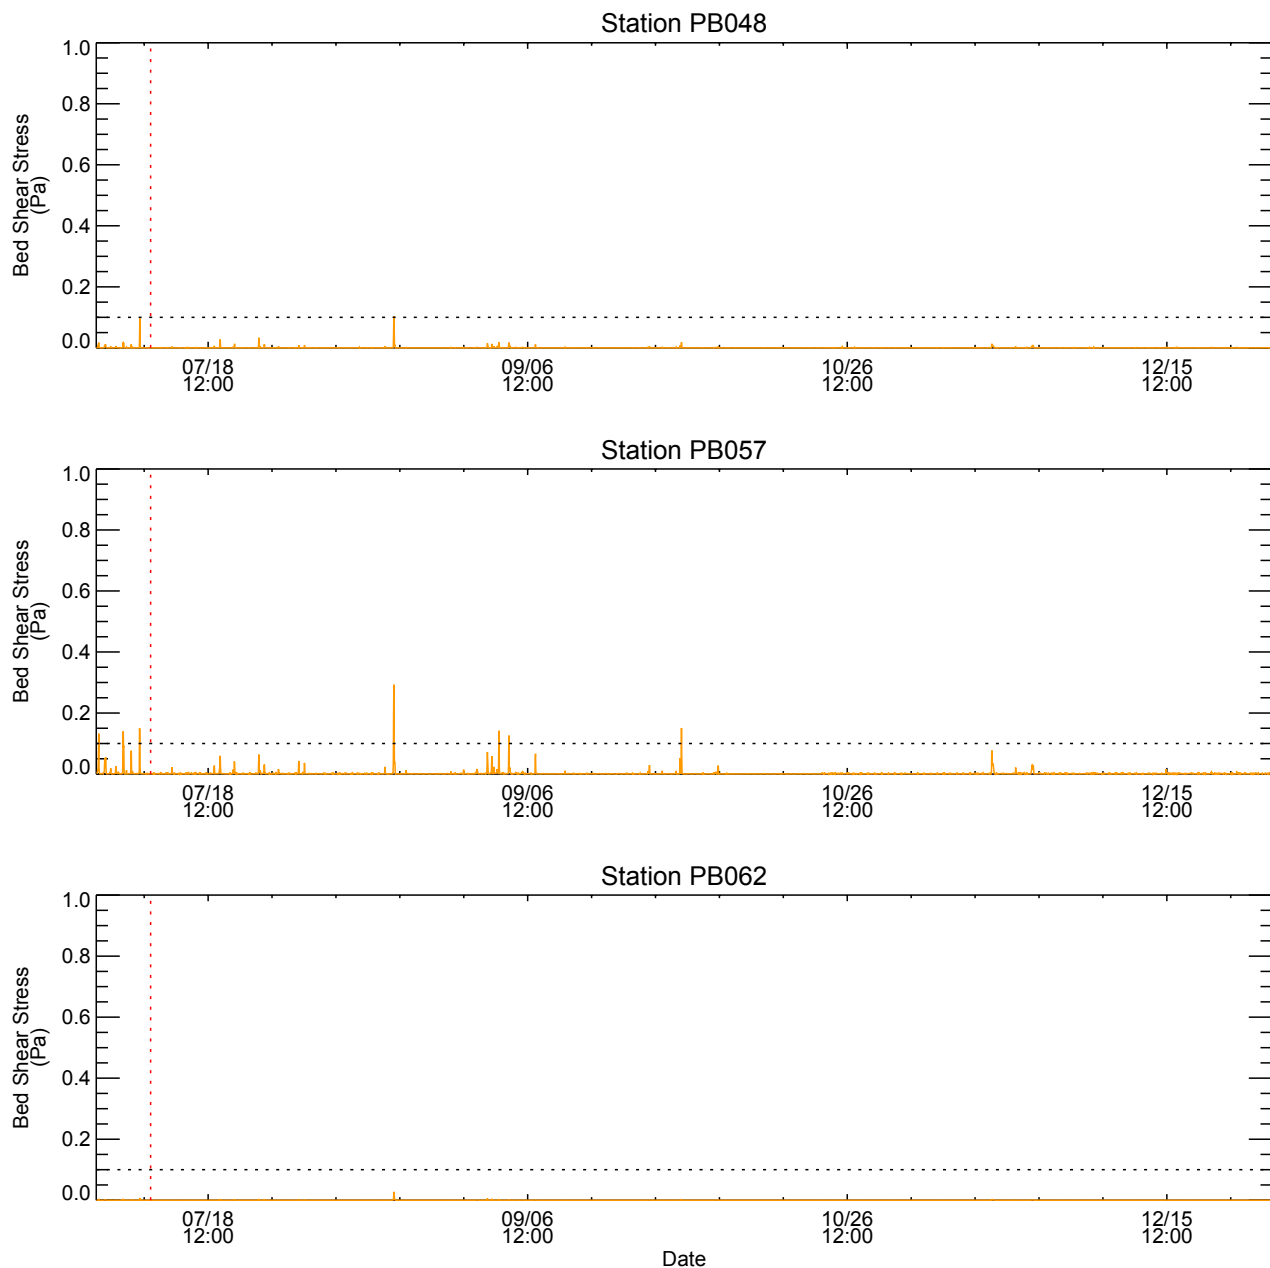 Station PB048
1.0
0.8
0.6
0.4
0.2
0.0
Bed Shear Stress
(Pa)
07/18 09/06 10/26 12/15
12:00 12:00 12:00 12:00
Station PB057
1.0
0.8
0.6
0.4
0.2
0.0
Bed Shear Stress
(Pa)
07/18 09/06 10/26 12/15
12:00 12:00 12:00 12:00
Station PB062
1.0
0.8
0.6
0.4
0.2
0.0
Bed Shear Stress
(Pa)
07/18 09/06 10/26 12/15
12:00 12:00 12:00 12:00
Date